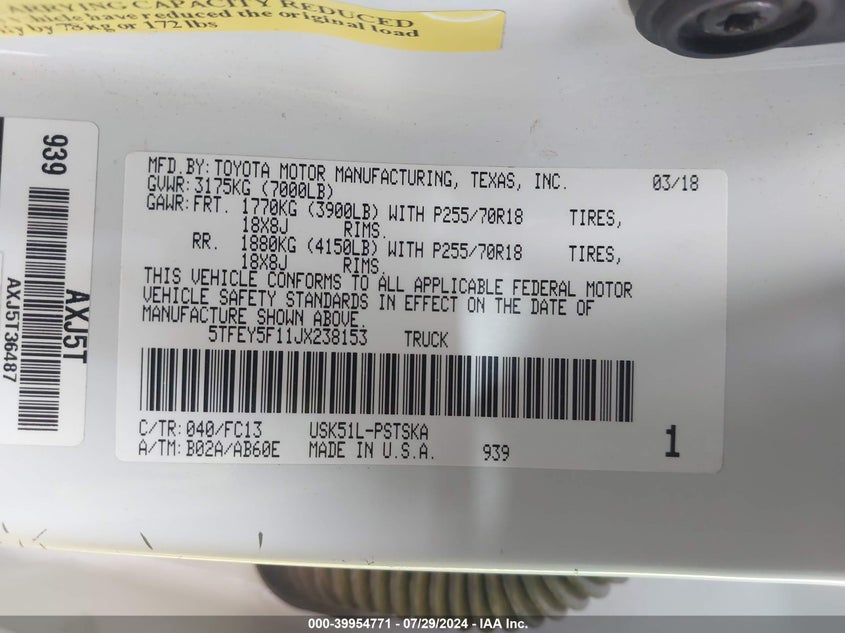 CARRYING CAPACITY REDUCED
hicle have reduced the original load
by 78 kg or 172 lbs
939
AXJ5T
AXJ5T36487
MFD.BY:TOYOTA MOTOR MANUFACTURING, TEXAS, INC. 03/18
GVWR:3175KG (7000LB)
GAWR:FRT. 1770KG (3900LB) WITH P255/70R18 TIRES,
18X8J RIMS.
RR. 1880KG (4150LB) WITH P255/70R18 TIRES,
18X8J RIMS.
THIS VEHICLE CONFORMS TO ALL APPLICABLE FEDERAL MOTOR
VEHICLE SAFETY STANDARDS IN EFFECT ON THE DATE OF
MANUFACTURE SHOWN ABOVE.
5TFEY5F11JX238153 TRUCK
C/TR:040/FC13 USK51L-PSTSKA
A/TM:B02A/AB60E MADE IN U.S.A. 939 1
000-39954771 - 07/29/2024 - IAA Inc.